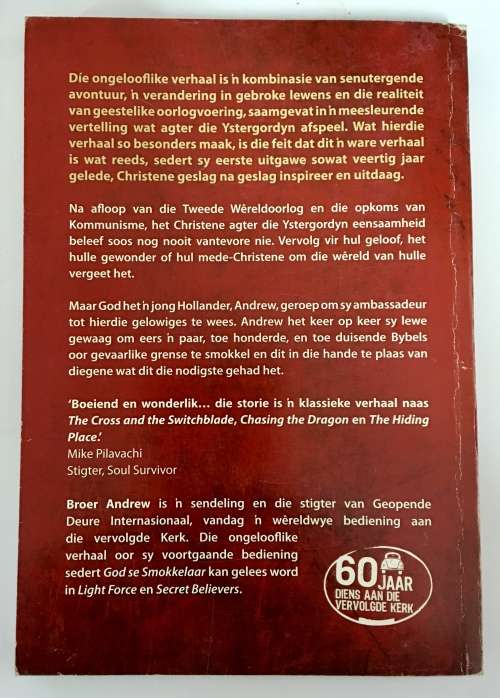 Díe ongelooflike verhaal is 'n kombinasie van senutergende
avontuur, 'n verandering in gebroke lewens en die realiteit
van geestelike oorlogvoering, saamgevat in 'n meesleurende
vertelling wat agter die Ystergordyn afspeel. Wat hierdie
verhaal so besonders maak, is die feit dat dit 'n ware verhaal
is wat reeds, sedert sy eerste uitgawe sowat veertig jaar
gelede, Christene geslag na geslag inspireer en uitdaag.
Na afloop van die Tweede Wêreldoorlog en die opkoms van
Kommunisme, het Christene agter die Ystergordyn eensaamheid
beleef soos nog nooit vantevore nie. Vervolg vir hul geloof, het
hulle gewonder of hul mede-Christene om die wêreld van hulle
vergeet het.
Maar God het 'n jong Hollander, Andrew, geroep om sy ambassadeur
tot hierdie gelowiges te wees. Andrew het keer op keer sy lewe
gewaag om eers 'n paar, toe honderde, en toe duisende Bybels
oor gevaarlike grense te smokkel en dit in die hande te plaas van
diegene wat dit die nodigste gehad het.
'Boeiend en wonderlik... die storie is 'n klassieke verhaal naas
The Cross and the Switchblade, Chasing the Dragon en The Hiding
Place.'
Mike Pilavachi
Stigter, Soul Survivor
Broer Andrew is 'n sendeling en die stigter van Geopende
Deure Internasionaal, vandag 'n wêreldwye bediening aan
die vervolgde Kerk. Die ongelooflike
verhaal oor sy voortgaande bediening
sedert God se Smokkelaar kan gelees word
in Light Force en Secret Believers.
60 JAAR
DIENS AAN DIE
VERVOLGDE KERK